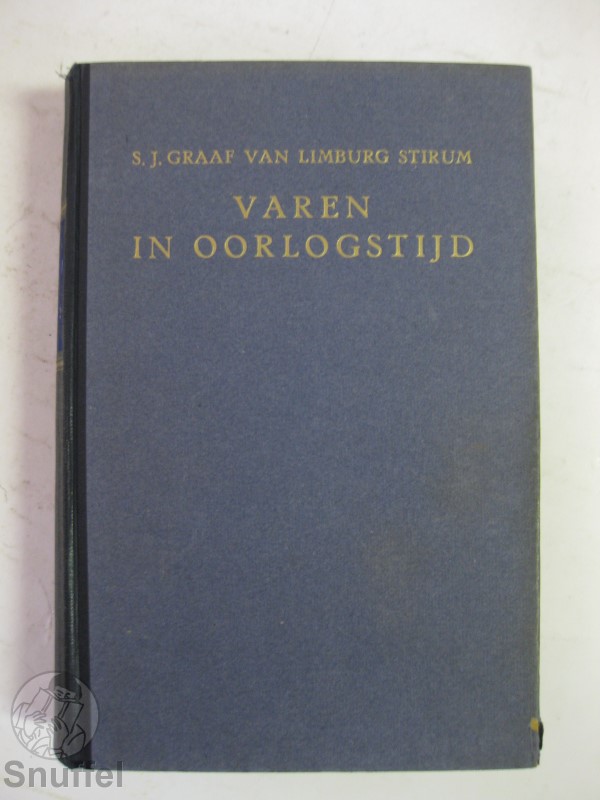 S. J. GRAAF VAN LIMBURG STIRUM
VAREN
IN OORLOGSTIJD
Snuffel